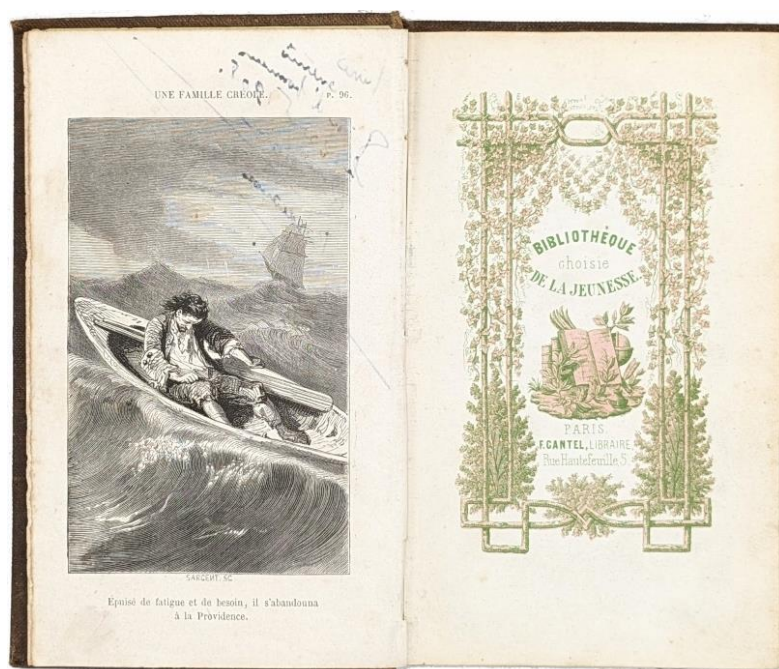 UNE FAMILLE CRÉOLE. P. 96.
SARGENT. SC
Épuisé de fatigue et de besoin, il s'abandonna
à la Providence.
BIBLIOTHÈQUE
choisie
DE LA JEUNESSE.
PARIS.
F. CANTEL, LIBRAIRE,
Rue Hautefeuille 5.